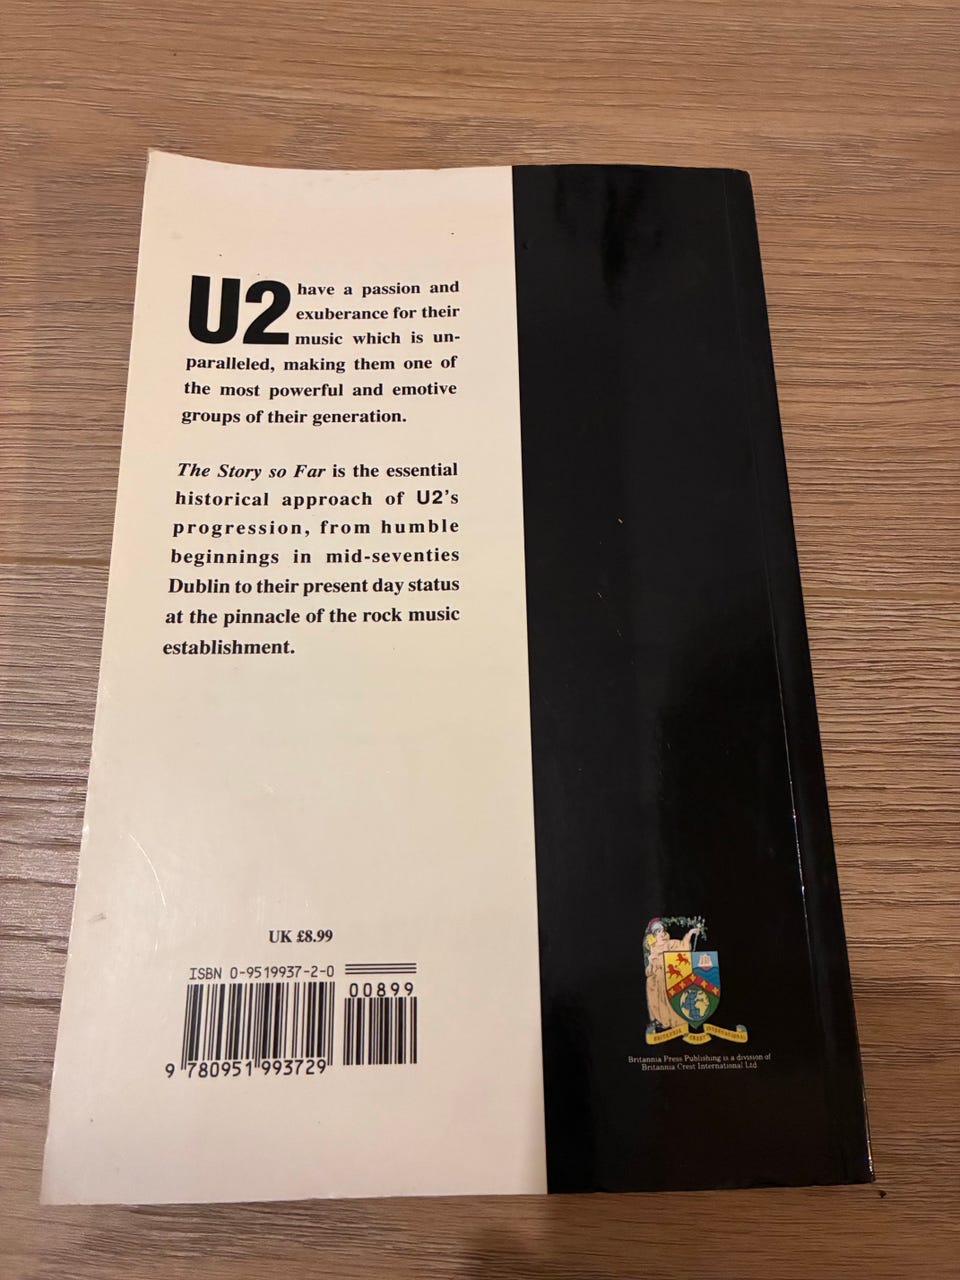 U2 have a passion and
exuberance for their
music which is un-
paralleled, making them one of
the most powerful and emotive
groups of their generation.
The Story so Far is the essential
historical approach of U2's
progression, from humble
beginnings in mid-seventies
Dublin to their present day status
at the pinnacle of the rock music
establishment.
UK £8.99
ISBN 0-9519937-2-0
00899
9 780951 993729
BRITANNIA CREST International
Britannia Press Publishing is a division of
Britannia Crest International Ltd